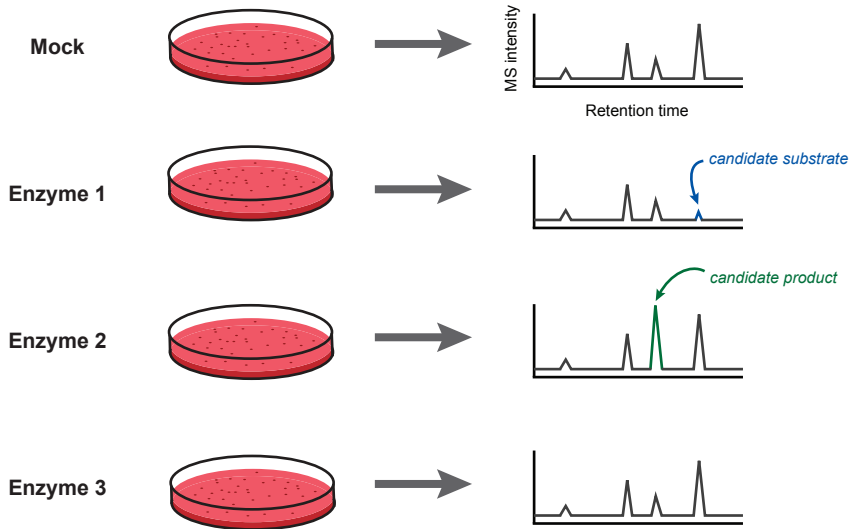 Mock
MS intensity
Retention time
Enzyme 1
candidate substrate
Enzyme 2
candidate product
Enzyme 3